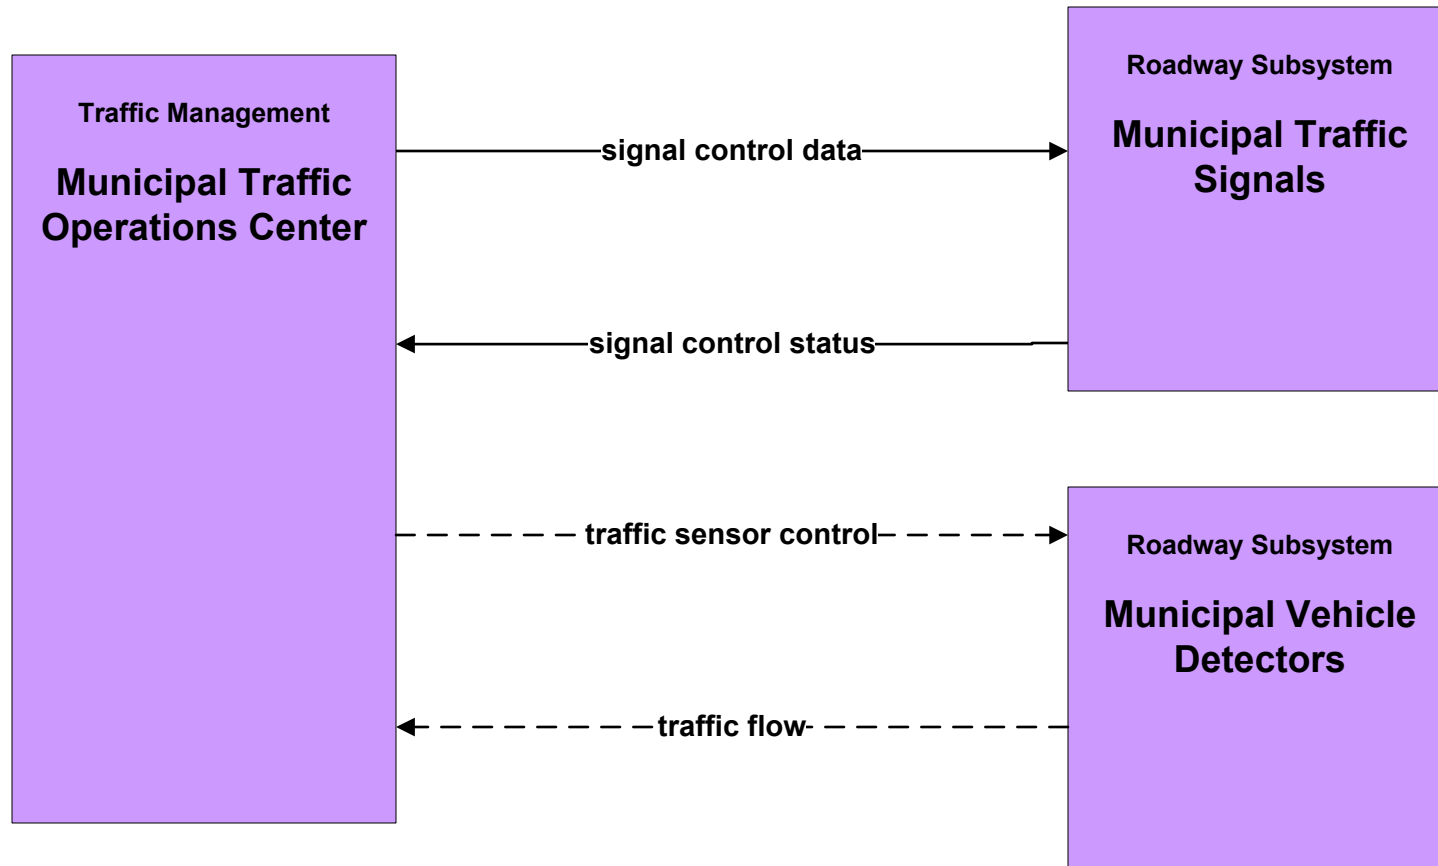 Traffic Management
Municipal Traffic
Operations Center
signal control data
signal control status
traffic sensor control
traffic flow
Roadway Subsystem
Municipal Traffic
Signals
Roadway Subsystem
Municipal Vehicle
Detectors